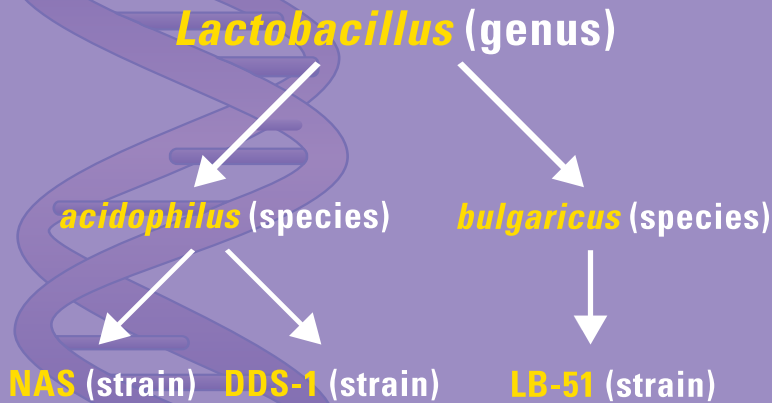 Lactobacillus (genus)
acidophilus (species) bulgaricus (species)
NAS (strain) DDS-1 (strain) LB-51 (strain)